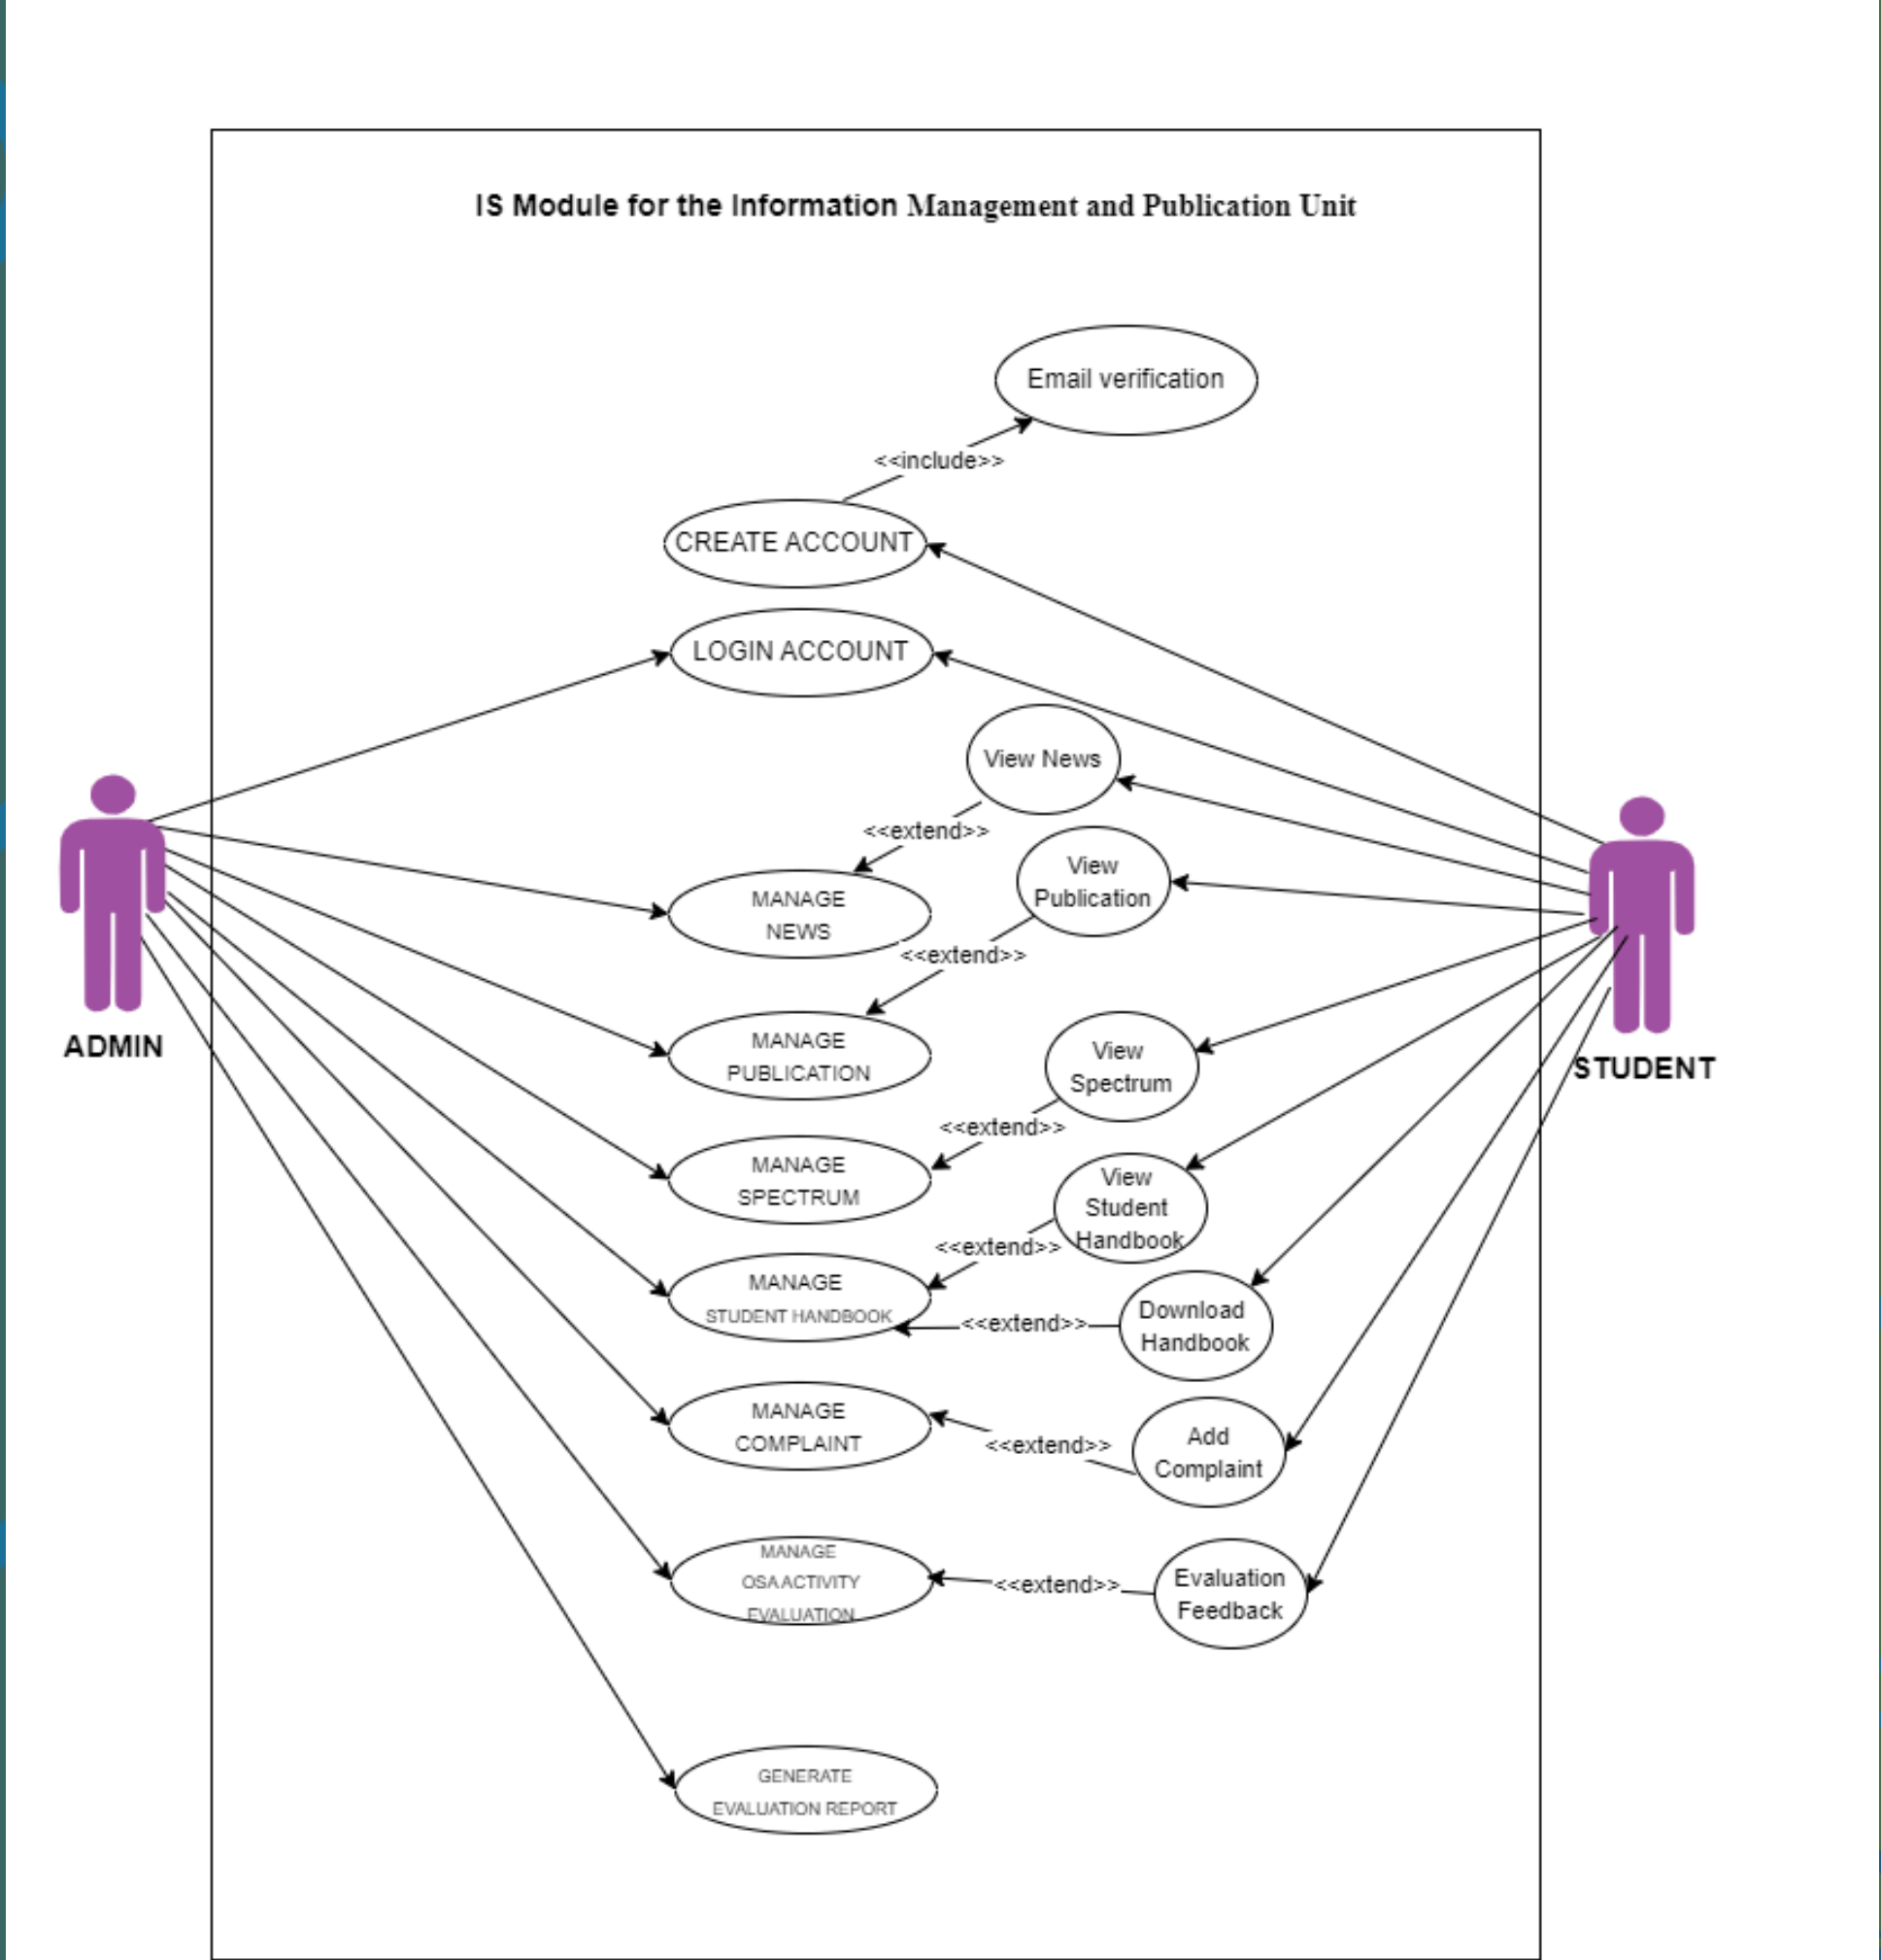 IS Module for the Information Management and Publication Unit
Email verification
<<include>>
CREATE ACCOUNT
LOGIN ACCOUNT
View News
<<extend>>
View
Publication
MANAGE
NEWS
<<extend>>
MANAGE
PUBLICATION
View
Spectrum
ADMIN
STUDENT
<<extend>>
MANAGE
SPECTRUM
View
Student
Handbook
<<extend>>
MANAGE
STUDENT HANDBOOK
<<extend>>
Download
Handbook
MANAGE
COMPLAINT
<<extend>>
Add
Complaint
MANAGE
OSA ACTIVITY
EVALUATION
<<extend>>
Evaluation
Feedback
GENERATE
EVALUATION REPORT